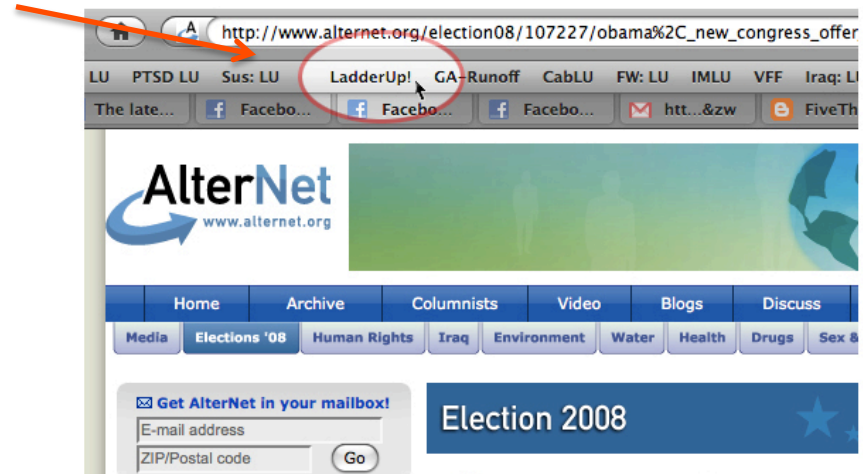 http://www.alternet.org/election08/107227/obama%2C_new_congress_offer
LU PTSD LU Sus: LU LadderUp! GA-Runoff CabLU FW: LU IMLU VFF Iraq: LU
The late... Facebo... Facebo... Facebo... htt...&zw FiveTh
AlterNet
www.alternet.org
Home Archive Columnists Video Blogs Discuss
Media Elections '08 Human Rights Iraq Environment Water Health Drugs Sex &
Get AlterNet in your mailbox!
E-mail address
ZIP/Postal code Go
Election 2008